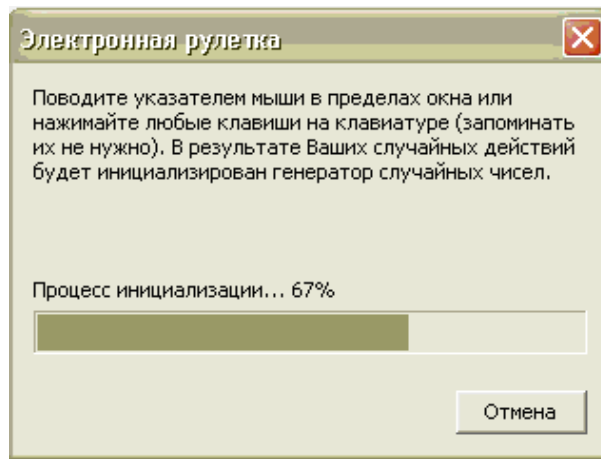 Электронная рулетка
Поводите указателем мыши в пределах окна или
нажимайте любые клавиши на клавиатуре (запоминать
их не нужно). В результате Ваших случайных действий
будет инициализирован генератор случайных чисел.
Процесс инициализации... 67%
Отмена